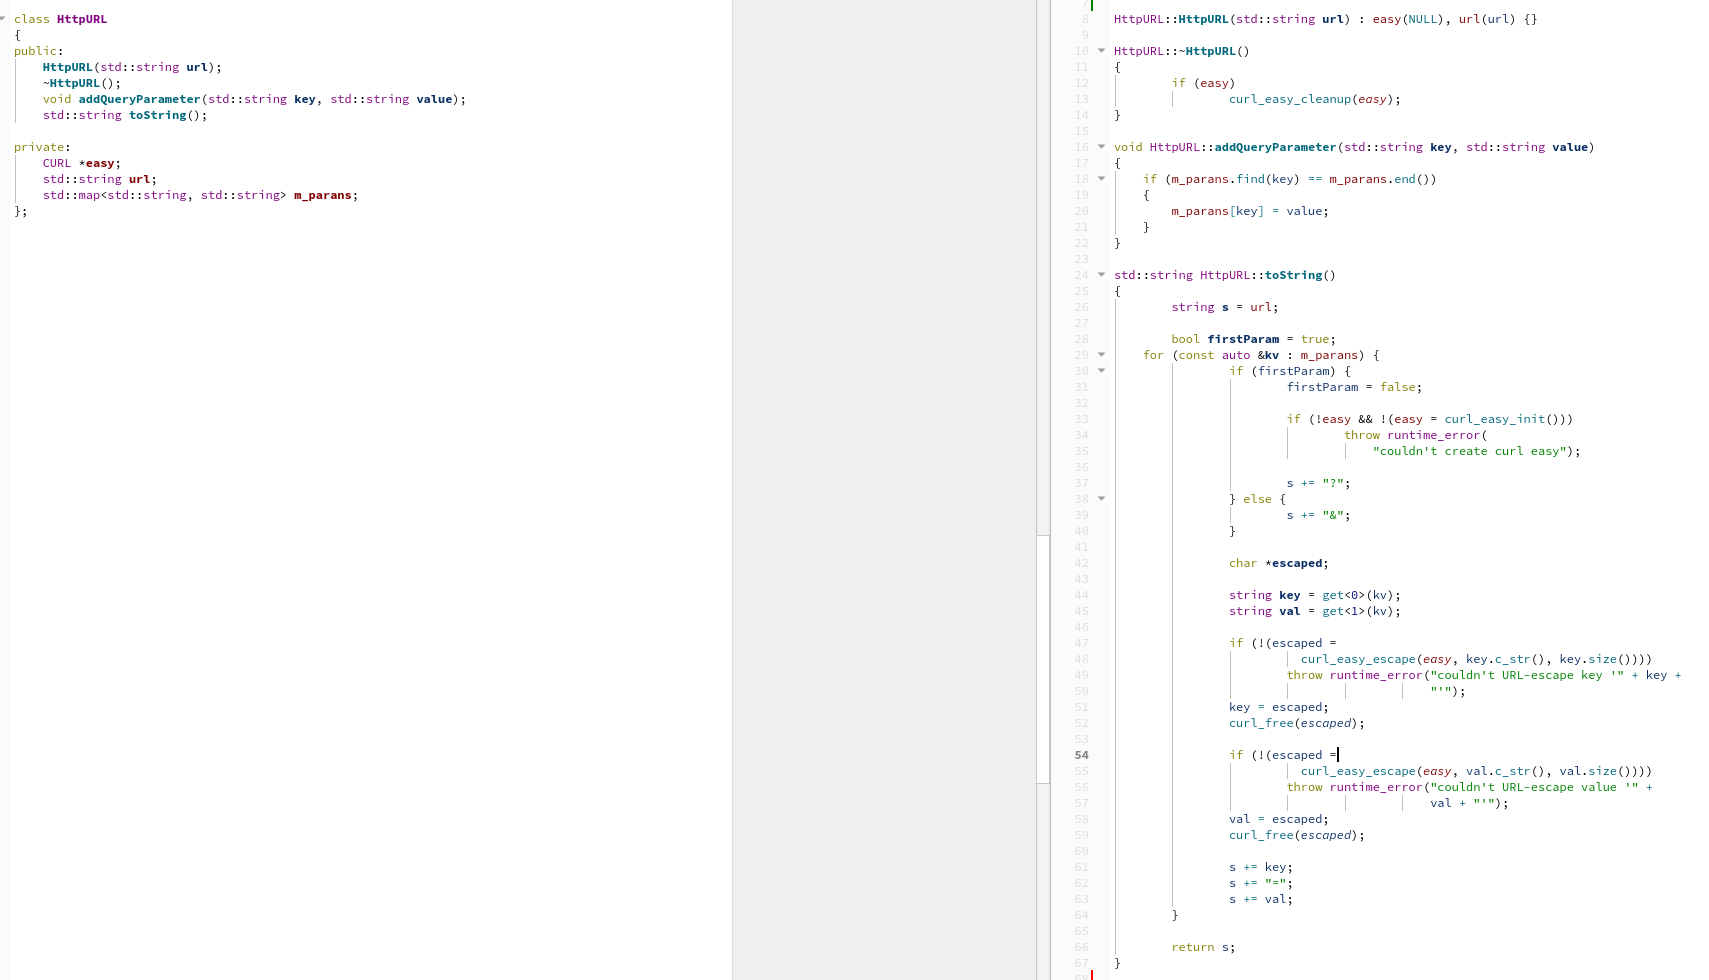 class HttpURL
{
public:
    HttpURL(std::string url);
    ~HttpURL();
    void addQueryParameter(std::string key, std::string value);
    std::string toString();

private:
    CURL *easy;
    std::string url;
    std::map<std::string, std::string> m_parans;
};
7
8 HttpURL::HttpURL(std::string url) : easy(NULL), url(url) {}
9
10 HttpURL::~HttpURL()
11 {
12         if (easy)
13                 curl_easy_cleanup(easy);
14 }
15
16 void HttpURL::addQueryParameter(std::string key, std::string value)
17 {
18     if (m_parans.find(key) == m_parans.end())
19     {
20         m_parans[key] = value;
21     }
22 }
23
24 std::string HttpURL::toString()
25 {
26         string s = url;
27
28         bool firstParam = true;
29     for (const auto &kv : m_parans) {
30                 if (firstParam) {
31                         firstParam = false;
32
33                         if (!easy && !(easy = curl_easy_init()))
34                                 throw runtime_error(
35                                     "couldn't create curl easy");
36
37                         s += "?";
38                 } else {
39                         s += "&";
40                 }
41
42                 char *escaped;
43
44                 string key = get<0>(kv);
45                 string val = get<1>(kv);
46
47                 if (!(escaped =
48                           curl_easy_escape(easy, key.c_str(), key.size())))
49                         throw runtime_error("couldn't URL-escape key '" + key +
50                                             "'");
51                 key = escaped;
52                 curl_free(escaped);
53
54                 if (!(escaped =
55                           curl_easy_escape(easy, val.c_str(), val.size())))
56                         throw runtime_error("couldn't URL-escape value '" +
57                                             val + "'");
58                 val = escaped;
59                 curl_free(escaped);
60
61                 s += key;
62                 s += "=";
63                 s += val;
64         }
65
66         return s;
67 }
68